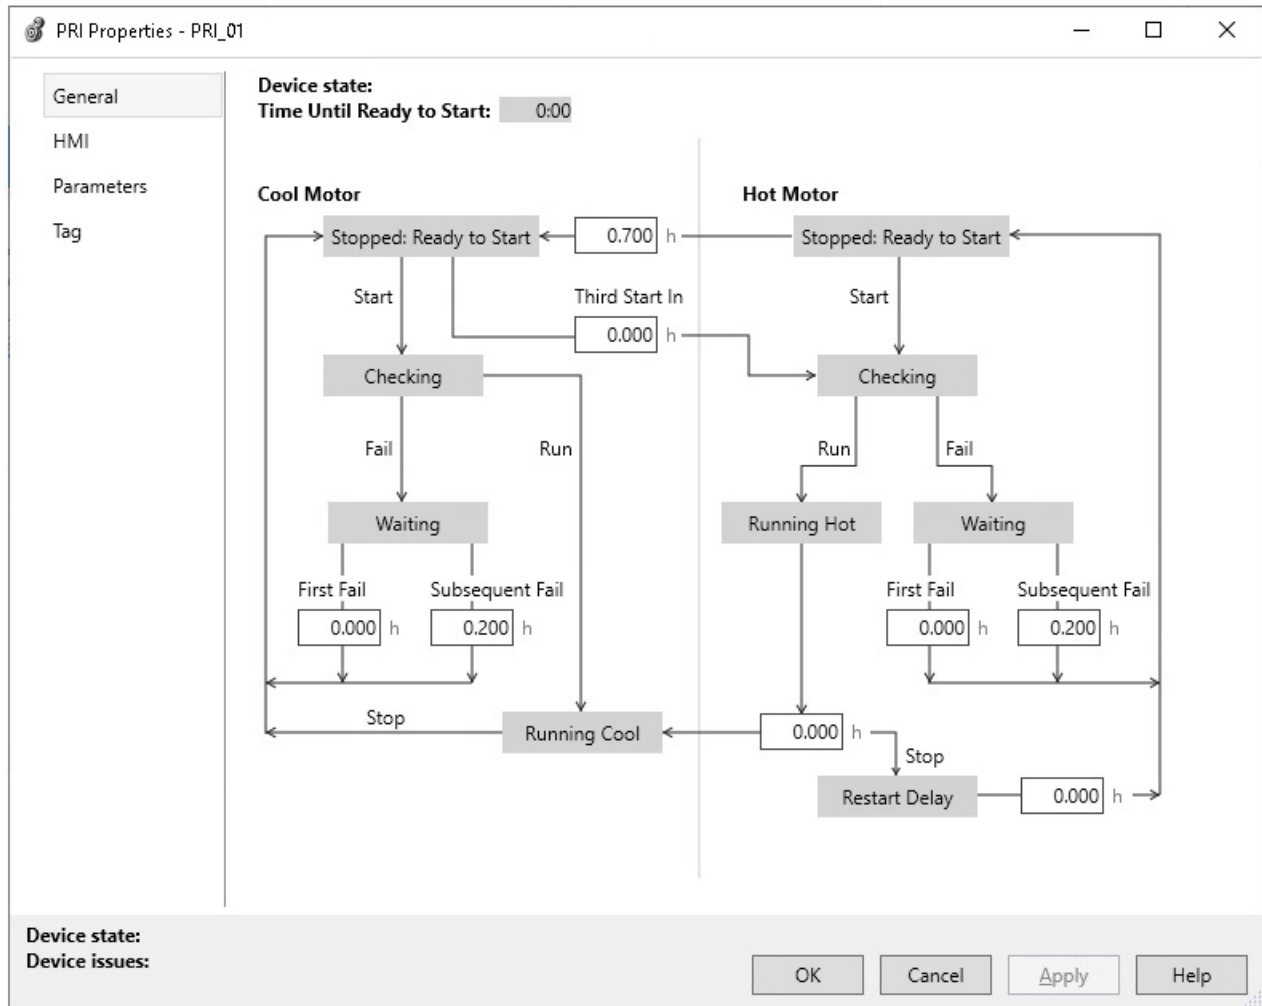 PRI Properties - PRI_01
General
HMI
Parameters
Tag
Device state:
Time Until Ready to Start: 0:00
Cool Motor
Hot Motor
Stopped: Ready to Start
0.700 h
Stopped: Ready to Start
Start
Third Start In
Start
0.000 h
Checking
Checking
Fail
Run
Run
Fail
Waiting
Running Hot
Waiting
First Fail
Subsequent Fail
First Fail
Subsequent Fail
0.000 h
0.200 h
0.000 h
0.200 h
Stop
Running Cool
0.000 h
Stop
Restart Delay
0.000 h
Device state:
Device issues:
OK
Cancel
Apply
Help